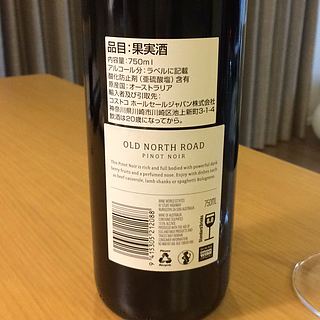 品目:果実酒
内容量:750ml
アルコール分:ラベルに記載
酸化防止剤(亜硫酸塩)含有
原産国:オーストラリア
輸入者及び引取先:
コストコ ホールセールジャパン株式会社
神奈川県川崎市川崎区池上新町3-1-4
飲酒は20歳になってから。
OLD NORTH ROAD
PINOT NOIR
This Pinot Noir is rich and full bodied with powerful dark
berry fruits and a perfumed nose. Enjoy with dishes such
as beef casserole, lamb shanks or spaghetti Bolognese.
750ML
WINE OF AUSTRALIA
Please
Recycle